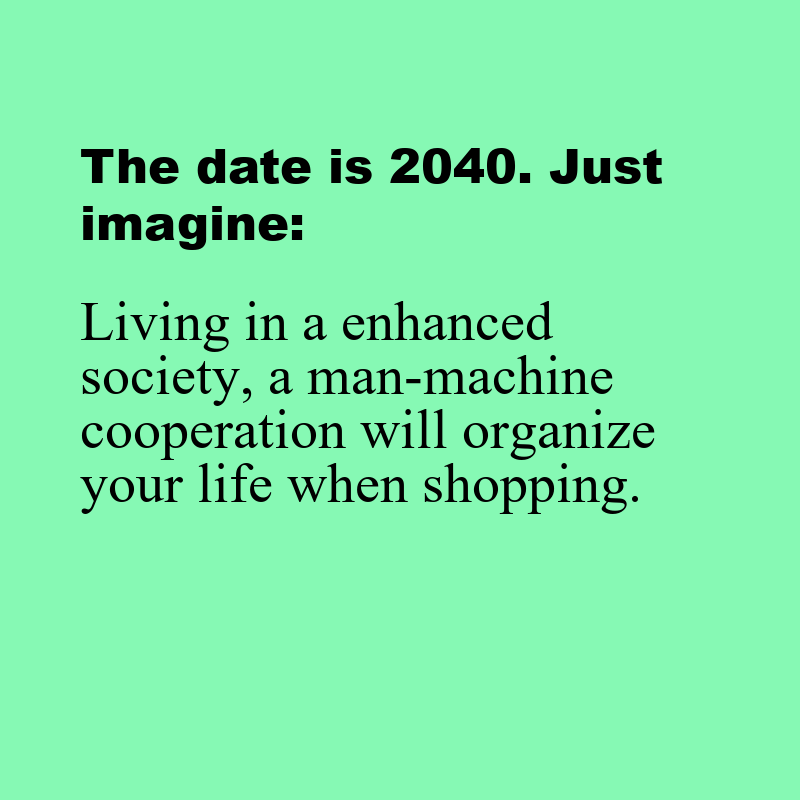 The date is 2040. Just
imagine:
Living in a enhanced
society, a man-machine
cooperation will organize
your life when shopping.